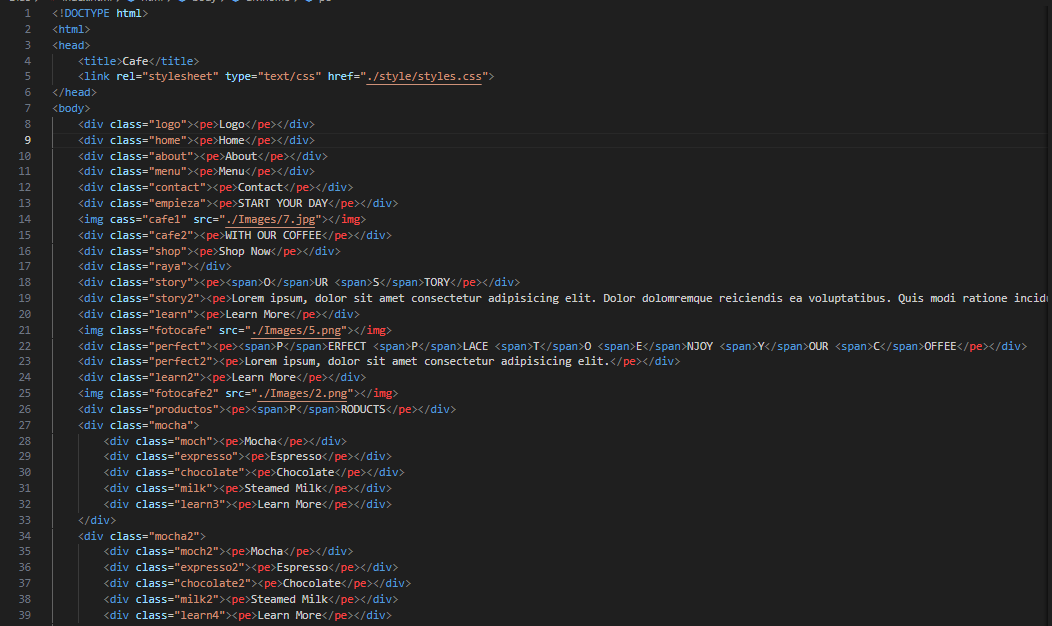 1 <!DOCTYPE html>
2 <html>
3 <head>
4 <title>Cafe</title>
5 <link rel="stylesheet" type="text/css" href="./style/styles.css">
6 </head>
7 <body>
8 <div class="logo"><pe>Logo</pe></div>
9 <div class="home"><pe>Home</pe></div>
10 <div class="about"><pe>About</pe></div>
11 <div class="menu"><pe>Menu</pe></div>
12 <div class="contact"><pe>Contact</pe></div>
13 <div class="empieza"><pe>START YOUR DAY</pe></div>
14 <img cass="cafe1" src="./Images/7.jpg"></img>
15 <div class="cafe2"><pe>WITH OUR COFFEE</pe></div>
16 <div class="shop"><pe>Shop Now</pe></div>
17 <div class="raya"></div>
18 <div class="story"><pe><span>O</span>UR <span>S</span>TORY</pe></div>
19 <div class="story2"><pe>Lorem ipsum, dolor sit amet consectetur adipisicing elit. Dolor dolomremque reiciendis ea voluptatibus. Quis modi ratione incid
20 <div class="learn"><pe>Learn More</pe></div>
21 <img class="fotocafe" src="./Images/5.png"></img>
22 <div class="perfect"><pe><span>P</span>ERFECT <span>P</span>LACE <span>T</span>O <span>E</span>NJOY <span>Y</span>OUR <span>C</span>OFFEE</pe></div>
23 <div class="perfect2"><pe>Lorem ipsum, dolor sit amet consectetur adipisicing elit.</pe></div>
24 <div class="learn2"><pe>Learn More</pe></div>
25 <img class="fotocafe2" src="./Images/2.png"></img>
26 <div class="productos"><pe><span>P</span>RODUCTS</pe></div>
27 <div class="mocha">
28 <div class="moch"><pe>Mocha</pe></div>
29 <div class="expresso"><pe>Espresso</pe></div>
30 <div class="chocolate"><pe>Chocolate</pe></div>
31 <div class="milk"><pe>Steamed Milk</pe></div>
32 <div class="learn3"><pe>Learn More</pe></div>
33 </div>
34 <div class="mocha2">
35 <div class="moch2"><pe>Mocha</pe></div>
36 <div class="expresso2"><pe>Espresso</pe></div>
37 <div class="chocolate2"><pe>Chocolate</pe></div>
38 <div class="milk2"><pe>Steamed Milk</pe></div>
39 <div class="learn4"><pe>Learn More</pe></div>